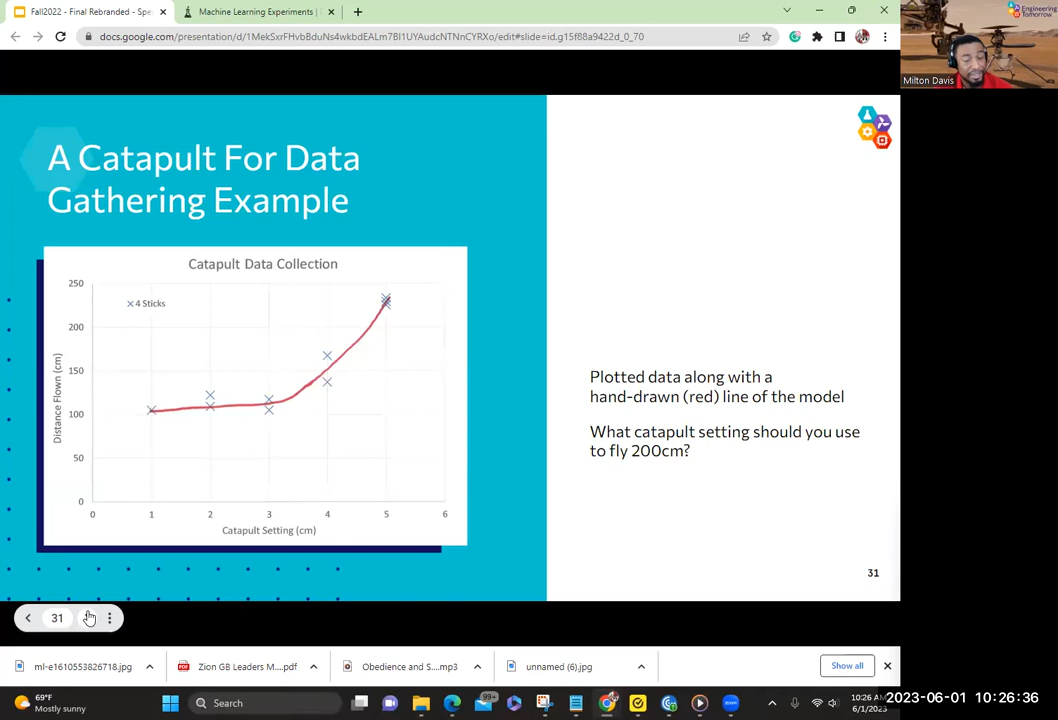 Fall2022 - Final Rebranded - Spe
Machine Learning Experiments |
docs.google.com/presentation/d/1MekSxrFHvbBduNs4wkbdEALm7Bl1UYAudcNTNnCYRXo/edit#slide=id.g15f88a9422d_0_70
Engineering
Tomorrow
Milton Davis
A Catapult For Data
Gathering Example
Catapult Data Collection
4 Sticks
250
200
150
100
50
0
Distance Flown (cm)
0 1 2 3 4 5 6
Catapult Setting (cm)
Plotted data along with a
hand-drawn (red) line of the model
What catapult setting should you use
to fly 200cm?
31
31
ml-e1610553826718.jpg
Zion GB Leaders M....pdf
Obedience and S....mp3
unnamed (6).jpg
Show all
69°F
Mostly sunny
Search
99+
10:26 AM
6/1/2023
2023-06-01 10:26:36